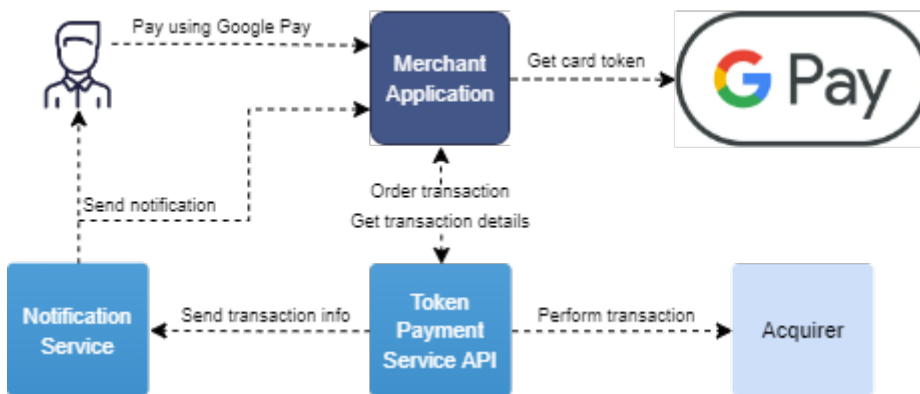 Pay using Google Pay
Merchant
Application
Get card token
G Pay
Send notification
Order transaction
Get transaction details
Notification
Service
Send transaction info
Token
Payment
Service API
Perform transaction
Acquirer